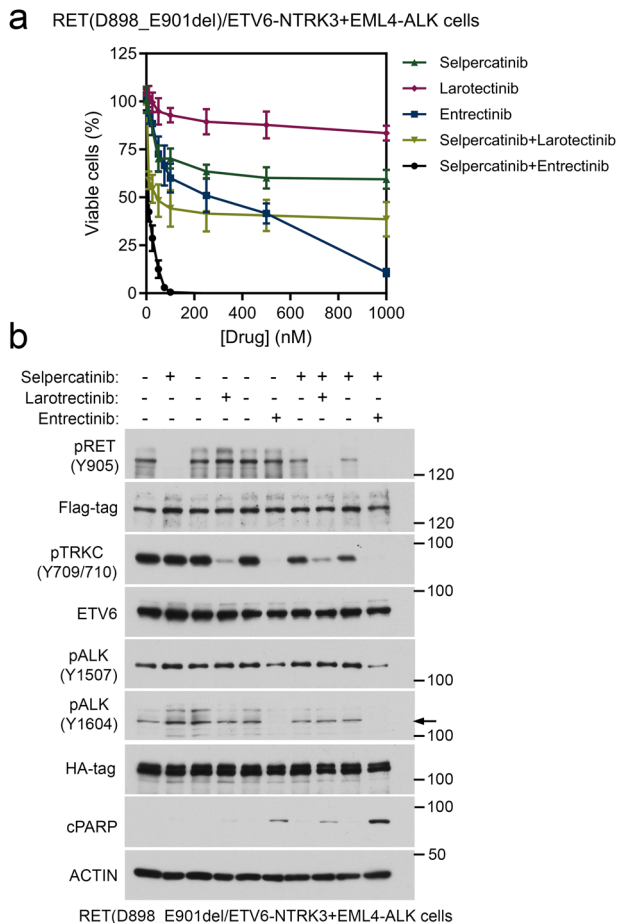 a RET(D898_E901del)/ETV6-NTRK3+EML4-ALK cells
Viable cells (%)
125
100
75
50
25
0
0 200 400 600 800 1000
[Drug] (nM)
Selpercatinib
Larotectinib
Entrectinib
Selpercatinib+Larotectinib
Selpercatinib+Entrectinib
b
Selpercatinib: - + - - - - + + + +
Larotrectinib: - - - + - - - + - -
Entrectinib: - - - - - + - - - +
pRET
(Y905)
120
Flag-tag
120
pTRKC
(Y709/710)
100
ETV6
100
pALK
(Y1507)
100
pALK
(Y1604)
100
HA-tag
100
cPARP
100
ACTIN
50
RET(D898_E901del/ETV6-NTRK3+EML4-ALK cells